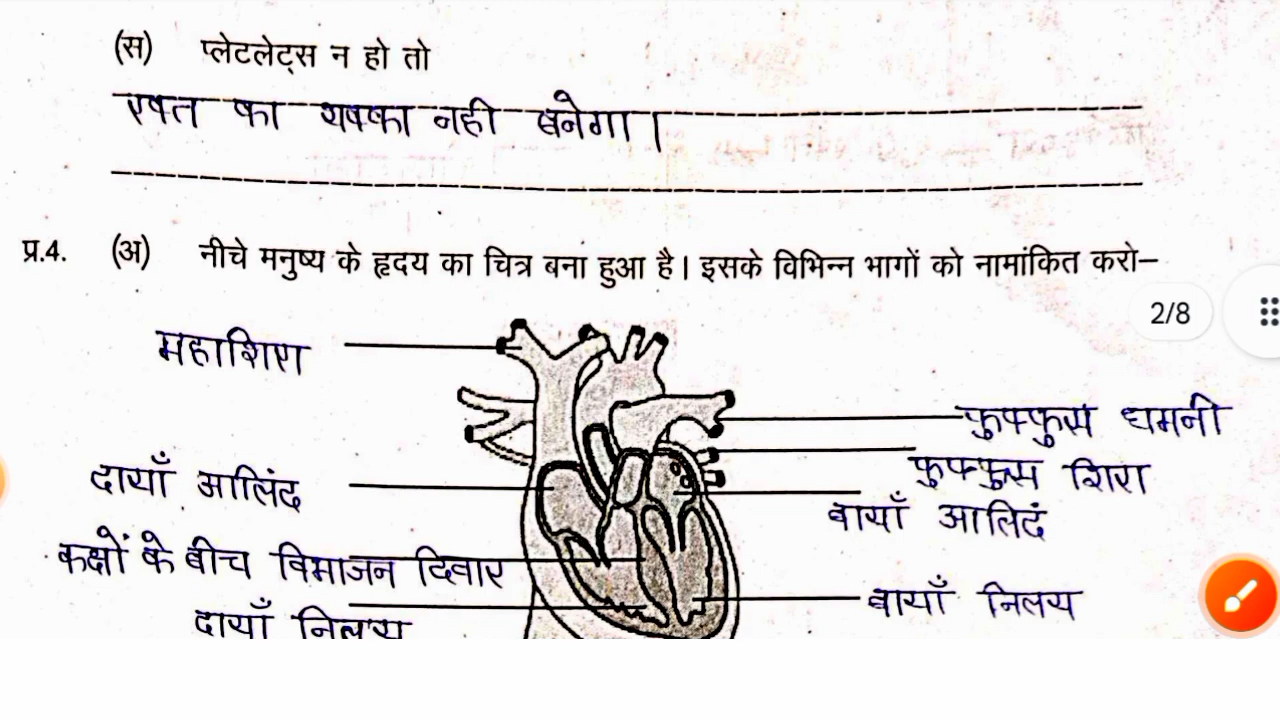 (स) प्लेटलेट्स न हो तो
रक्त का थक्का नही बनेगा।
प्र.4. (अ) नीचे मनुष्य के हृदय का चित्र बना हुआ है। इसके विभिन्न भागों को नामांकित करो–
2/8
महाशिरा
फुफ्फुस धमनी
फुफ्फुस शिरा
दायाँ आलिंद
बायाँ आलिदं
कक्षों के बीच विभाजन दिवार
बायाँ निलय
दायाँ निलय